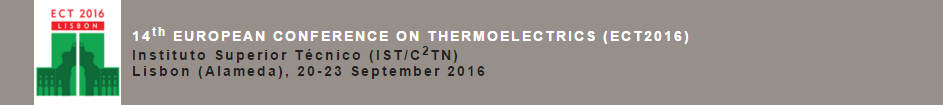 ECT 2016
LISBON
14th EUROPEAN CONFERENCE ON THERMOELECTRICS (ECT2016)
Instituto Superior Técnico (IST/C2TN)
Lisbon (Alameda), 20-23 September 2016